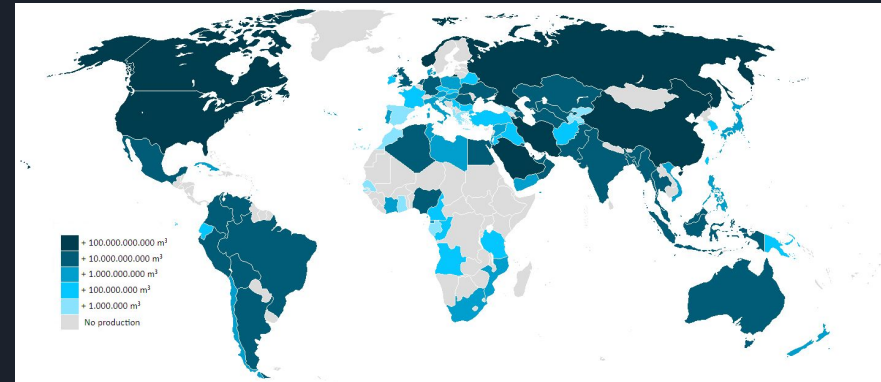 + 100.000.000.000 m³
+ 10.000.000.000 m³
+ 1.000.000.000 m³
+ 100.000.000 m³
+ 1.000.000 m³
No production